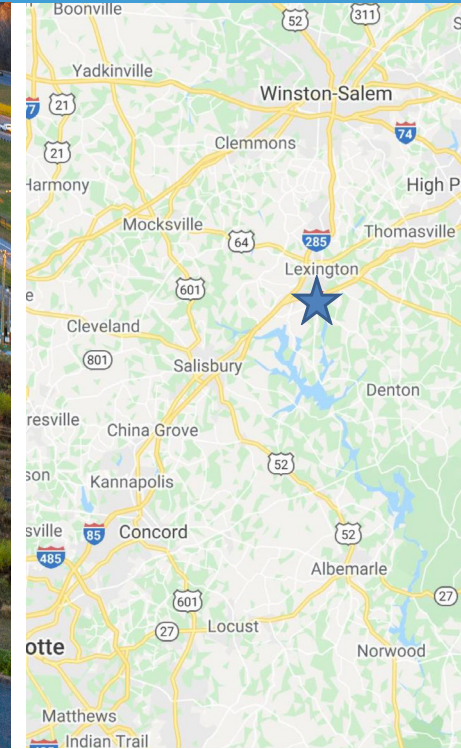 Boonville
52
311
S
Yadkinville
Winston-Salem
7
21
74
21
Clemmons
Harmony
High P
Mocksville
64
285
Thomasville
Lexington
601
e
Cleveland
801
Salisbury
Denton
resville
China Grove
52
son
Kannapolis
sville
85
Concord
52
485
Albemarle
601
27
27
Locust
otte
Norwood
Matthews
Indian Trail